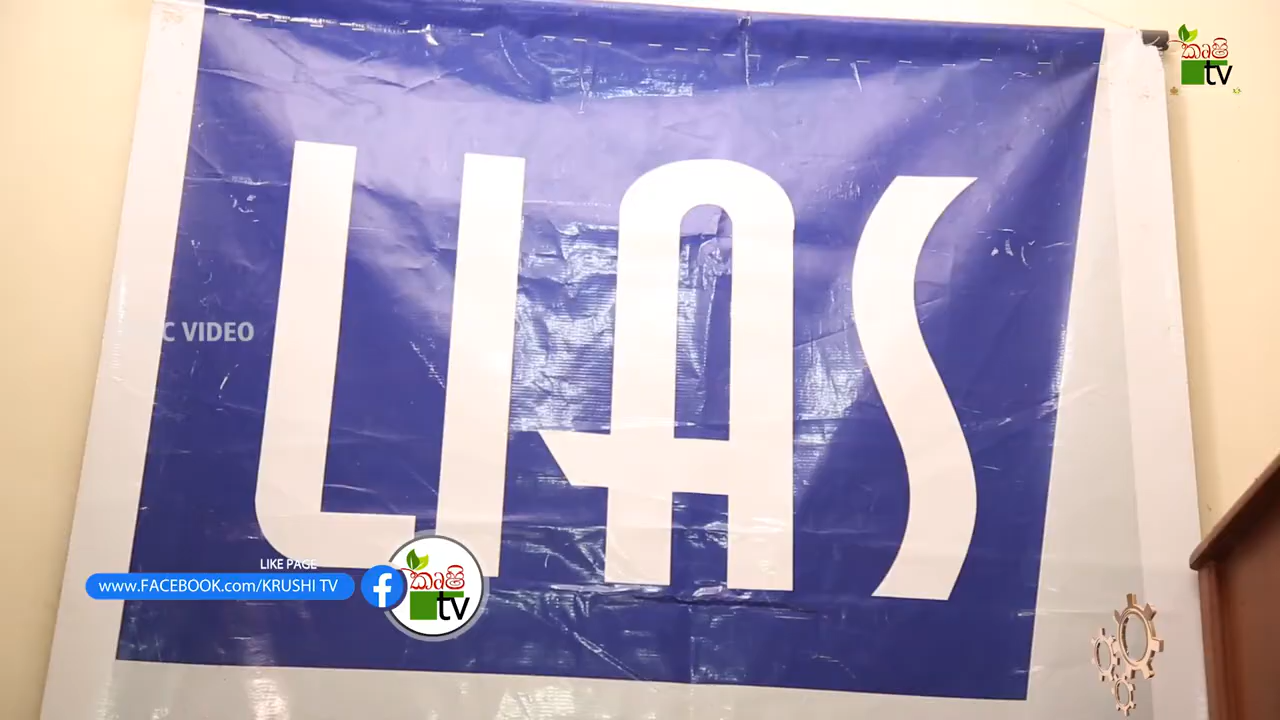 කෘෂි
tv
LIAS
C VIDEO
LIKE PAGE
www.FACEBOOK.com/KRUSHI TV
f
කෘෂි
tv